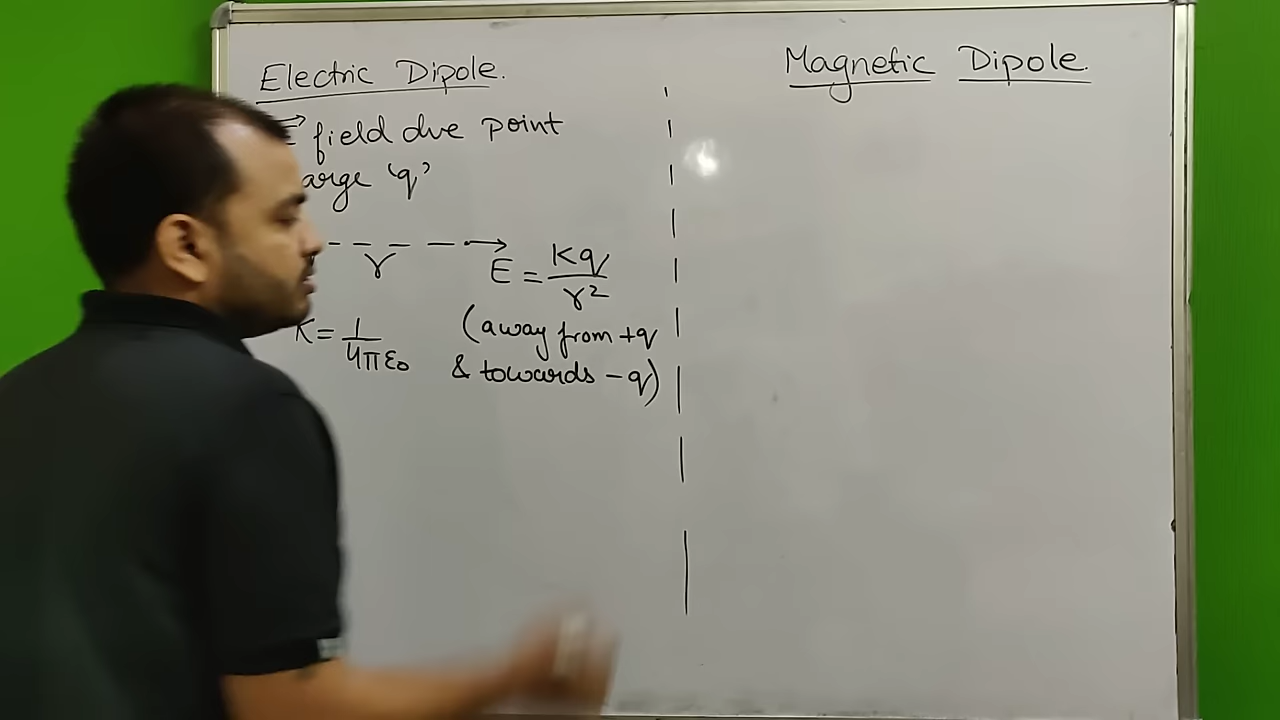 Electric Dipole.
field due point
'q'
r
E = Kq/r²
K = 1/4πε₀
(away from +q
& towards -q)
Magnetic Dipole.